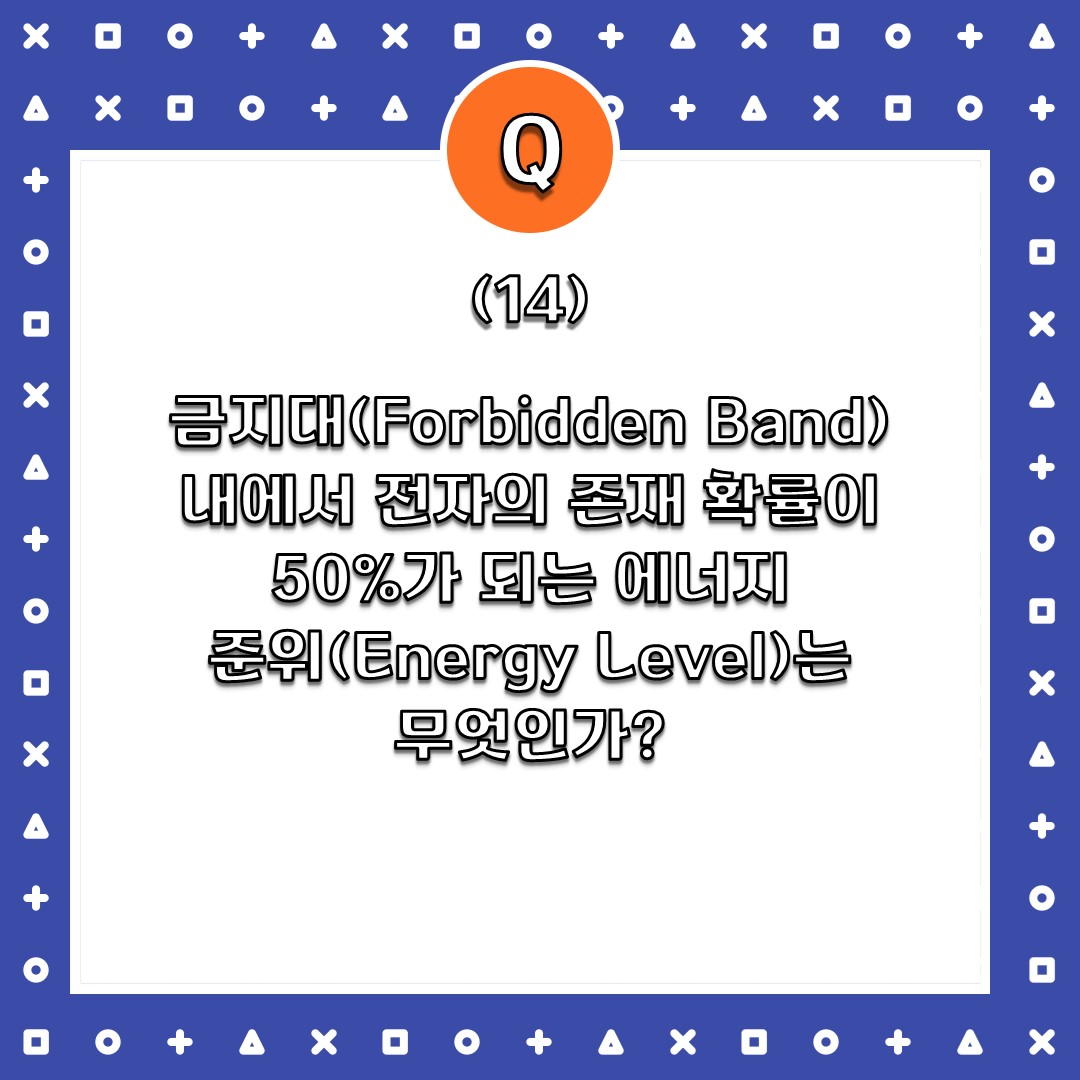 Q
(14)
금지대(Forbidden Band)
내에서 전자의 존재 확률이
50%가 되는 에너지
준위(Energy Level)는
무엇인가?